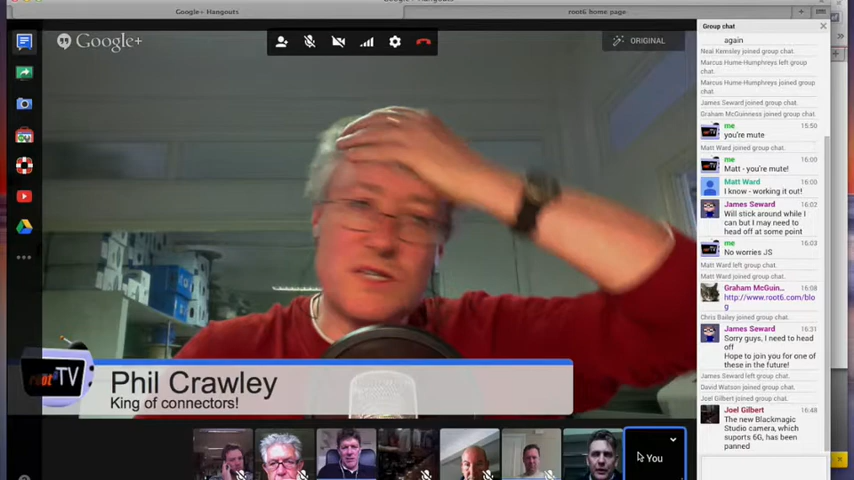 Google+ Hangouts
root6 home page
Google+
ORIGINAL
Group chat
again
Neal Kemsley joined group chat.
Marcus Hume-Humphreys left group
chat.
Marcus Hume-Humphreys joined group
chat.
James Seward joined group chat.
Graham McGuinness joined group chat.
me 15:50
you're mute
Matt Ward joined group chat.
me 16:00
Matt - you're mute!
Matt Ward 16:00
I know - working it out!
James Seward 16:02
Will stick around while I
can but I may need to
head off at some point
me 16:03
No worries JS
Matt Ward left group chat.
Matt Ward joined group chat.
Graham McGuin... 16:08
http://www.root6.com/blo
g
Chris Bailey joined group chat.
James Seward 16:31
Sorry guys, I need to head
off
Hope to join you for one of
these in the future!
James Seward left group chat.
David Watson joined group chat.
Joel Gilbert joined group chat.
Joel Gilbert 16:48
The new Blackmagic
Studio camera, which
suports 6G, has been
panned
root6 TV
Phil Crawley
King of connectors!
You